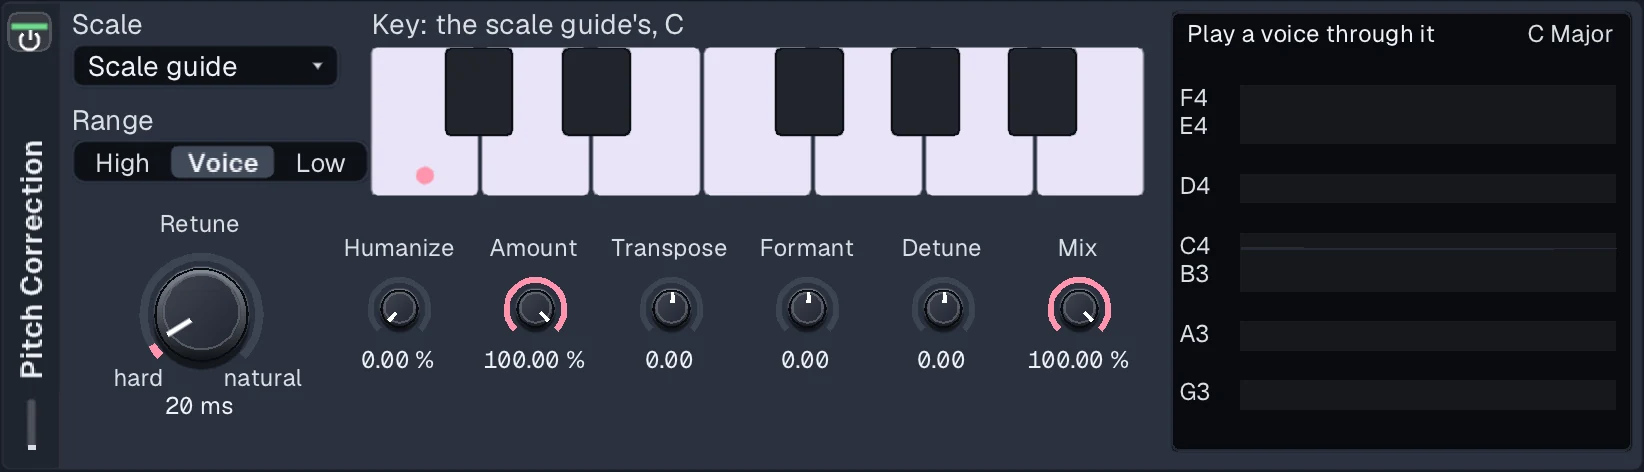 Pitch Correction
Scale
Scale guide
Range
High Voice Low
Retune
hard natural
20 ms
Key: the scale guide's, C
Humanize Amount Transpose Formant Detune Mix
0.00 % 100.00 % 0.00 0.00 0.00 100.00 %
Play a voice through it C Major
F4
E4
D4
C4
B3
A3
G3